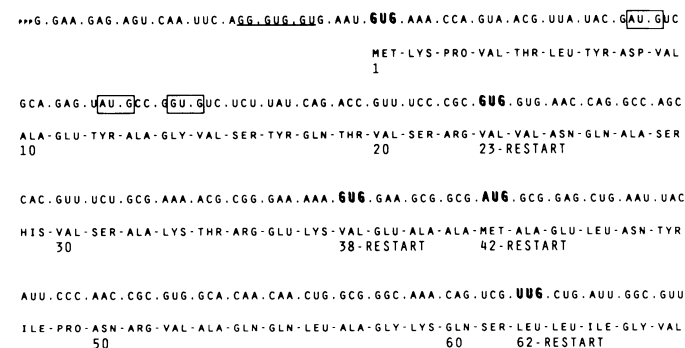 pppG.GAA.GAG.AGU.CAA.UUC.AGG.GUG.GUG.AAU.GUG.AAA.CCA.GUA.ACG.UUA.UAC.GAU.GUC
MET-LYS-PRO-VAL-THR-LEU-TYR-ASP-VAL
1
GCA.GAG.UAU.GCC.GGU.GUC.UCU.UAU.CAG.ACC.GUU.UCC.CGC.GUG.GUG.AAC.CAG.GCC.AGC
ALA-GLU-TYR-ALA-GLY-VAL-SER-TYR-GLN-THR-VAL-SER-ARG-VAL-VAL-ASN-GLN-ALA-SER
10 20 23-RESTART
CAC.GUU.UCU.GCG.AAA.ACG.CGG.GAA.AAA.GUG.GAA.GCG.GCG.AUG.GCG.GAG.CUG.AAU.UAC
HIS-VAL-SER-ALA-LYS-THR-ARG-GLU-LYS-VAL-GLU-ALA-ALA-MET-ALA-GLU-LEU-ASN-TYR
30 38-RESTART 42-RESTART
AUU.CCC.AAC.CGC.GUG.GCA.CAA.CAA.CUG.GCG.GGC.AAA.CAG.UCG.UUG.CUG.AUU.GGC.GUU
ILE-PRO-ASN-ARG-VAL-ALA-GLN-GLN-LEU-ALA-GLY-LYS-GLN-SER-LEU-LEU-ILE-GLY-VAL
50 60 62-RESTART